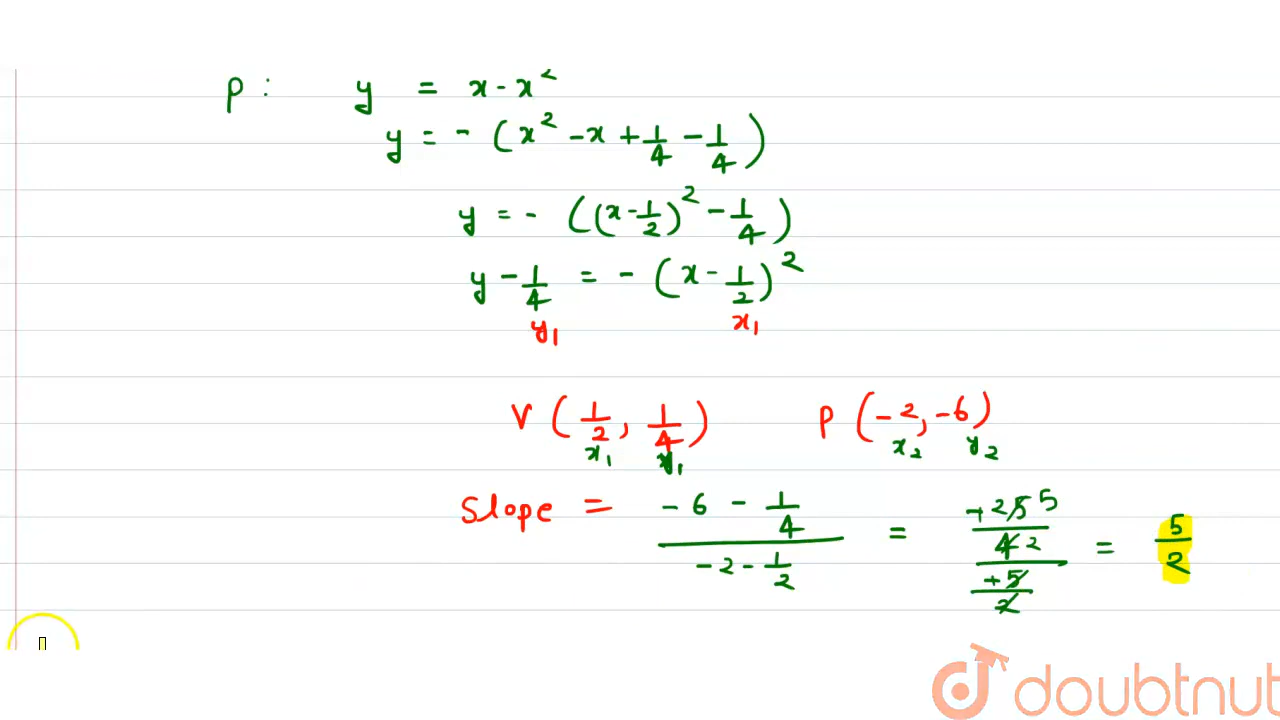 p : y = x - x²
y = - (x² - x + 1/4 - 1/4)
y = - ((x - 1/2)² - 1/4)
y - 1/4 = - (x - 1/2)²
y₁ x₁
V (1/2, 1/4) P (-2, -6)
x₁ y₁ x₂ y₂
Slope = (-6 - 1/4)/(-2 - 1/2) = (+25/4)/(+5/2) = 5/2
5 2
doubtnut